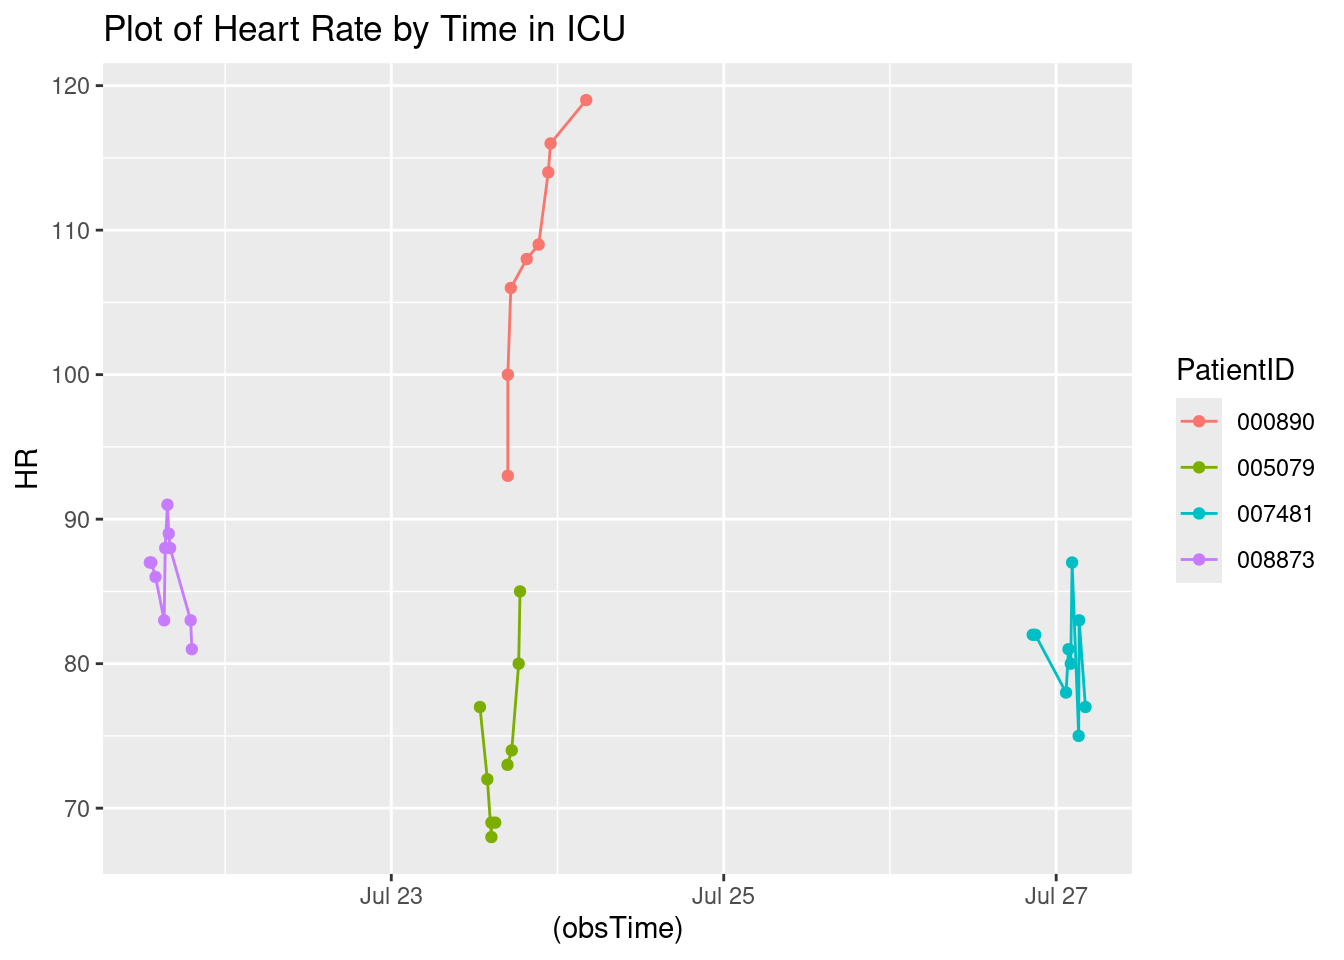 Plot of Heart Rate by Time in ICU
120
110
100
90
80
70
HR
Jul 23
Jul 25
Jul 27
(obsTime)
PatientID
000890
005079
007481
008873